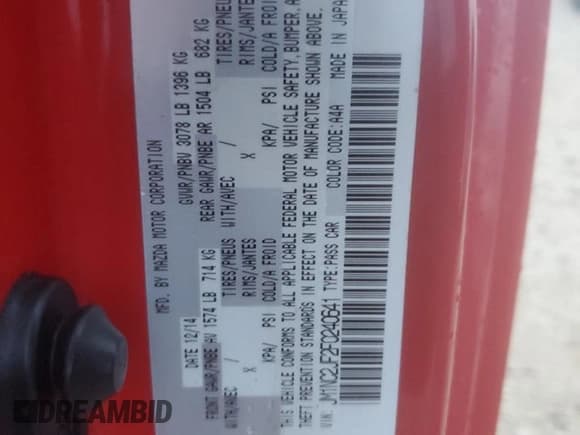 MFD. BY MAZDA MOTOR CORPORATION
DATE 12/14
GVWR/PNBV 3078 LB 1396 KG
FRONT GAWR/PNBE AV 1574 LB 714 KG
REAR GAWR/PNBE AR 1504 LB 682 KG
WITH/AVEC / TIRES/PNEUS
X RIMS/JANTES
KPA/ PSI COLD/A FROID
WITH/AVEC / TIRES/PNEUS
X RIMS/JANTES
KPA/ PSI COLD/A FROID
THIS VEHICLE CONFORMS TO ALL APPLICABLE FEDERAL MOTOR VEHICLE SAFETY, BUMPER, A
THEFT PREVENTION STANDARDS IN EFFECT ON THE DATE OF MANUFACTURE SHOWN ABOVE.
JM1NC2JF2F0240641 TYPE:PASS CAR COLOR CODE:A4A MADE IN JAPA
DREAMBID